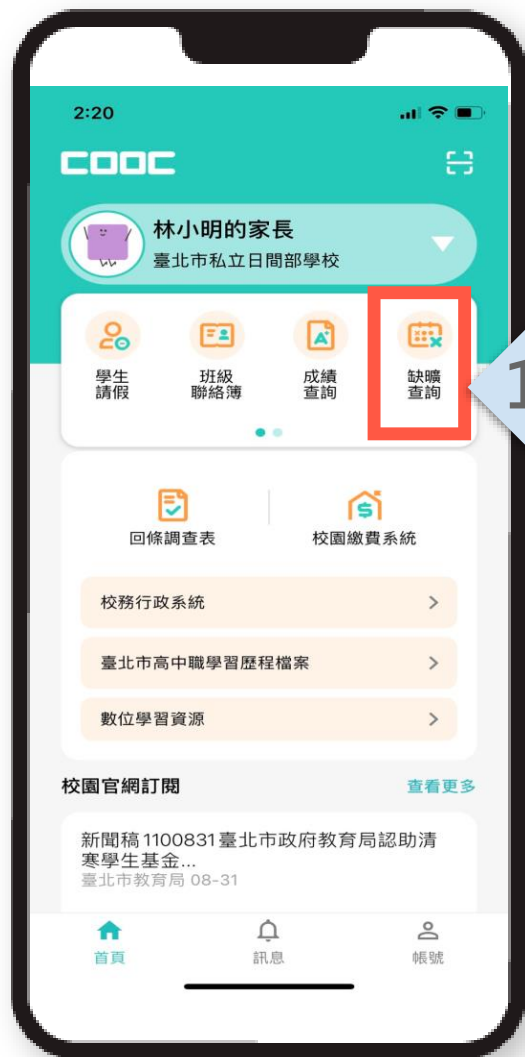 2:20
COOC
林小明的家長
臺北市私立日間部學校
學生
請假
班級
聯絡簿
成績
查詢
缺曠
查詢
1
回條調查表
校園繳費系統
校務行政系統
臺北市高中職學習歷程檔案
數位學習資源
校園官網訂閱
查看更多
新聞稿1100831臺北市政府教育局認助清
寒學生基金...
臺北市教育局 08-31
首頁
訊息
帳號